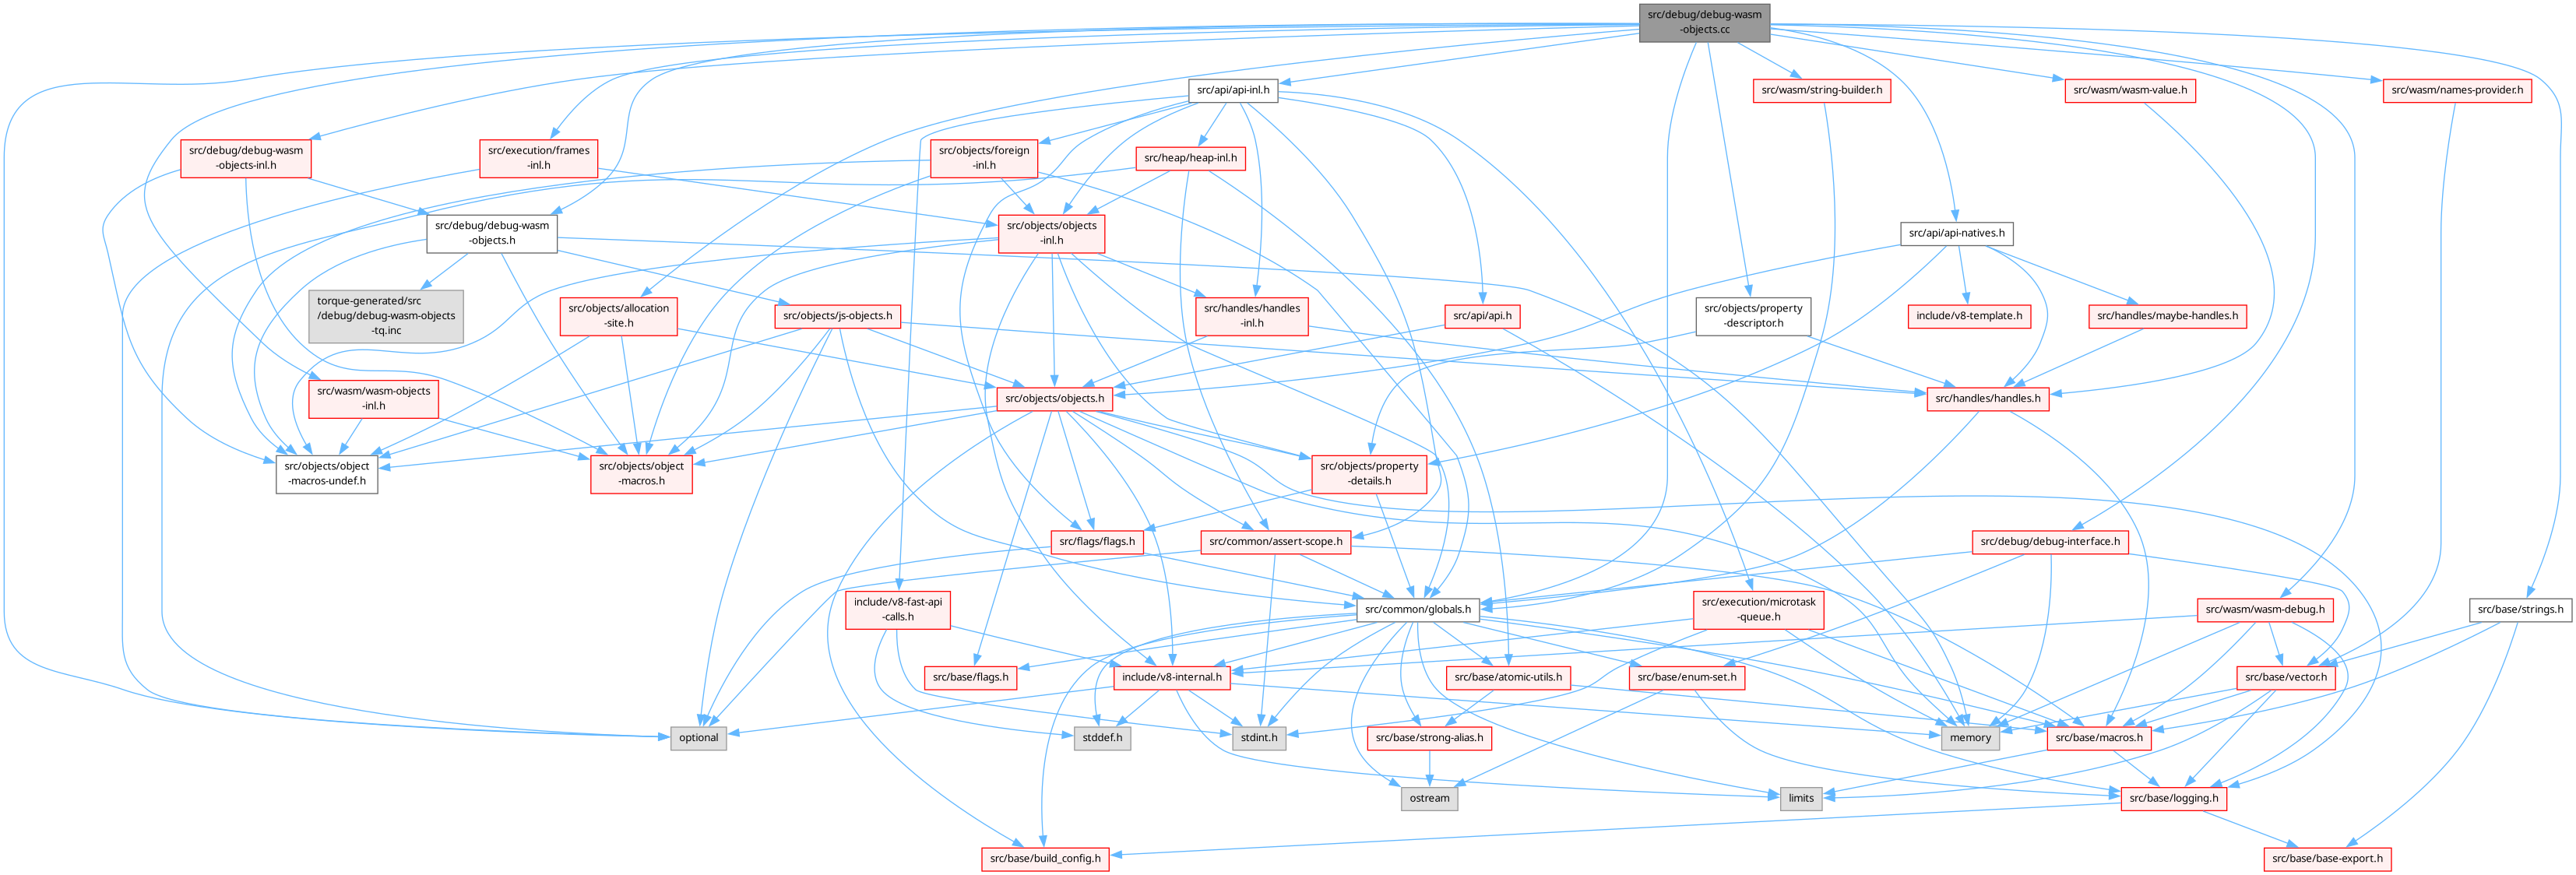 src/debug/debug-wasm
-objects.cc
src/api/api-inl.h
src/wasm/string-builder.h
src/wasm/wasm-value.h
src/wasm/names-provider.h
src/debug/debug-wasm
-objects-inl.h
src/execution/frames
-inl.h
src/objects/foreign
-inl.h
src/heap/heap-inl.h
src/debug/debug-wasm
-objects.h
src/objects/objects
-inl.h
src/api/api-natives.h
torque-generated/src
/debug/debug-wasm-objects
-tq.inc
src/objects/allocation
-site.h
src/objects/js-objects.h
src/handles/handles
-inl.h
src/api/api.h
src/objects/property
-descriptor.h
include/v8-template.h
src/handles/maybe-handles.h
src/wasm/wasm-objects
-inl.h
src/objects/objects.h
src/handles/handles.h
src/objects/object
-macros-undef.h
src/objects/object
-macros.h
src/objects/property
-details.h
src/flags/flags.h
src/common/assert-scope.h
src/debug/debug-interface.h
include/v8-fast-api
-calls.h
src/common/globals.h
src/execution/microtask
-queue.h
src/wasm/wasm-debug.h
src/base/strings.h
src/base/flags.h
include/v8-internal.h
src/base/atomic-utils.h
src/base/enum-set.h
src/base/vector.h
optional
stddef.h
stdint.h
src/base/strong-alias.h
memory
src/base/macros.h
ostream
limits
src/base/logging.h
src/base/build_config.h
src/base/base-export.h